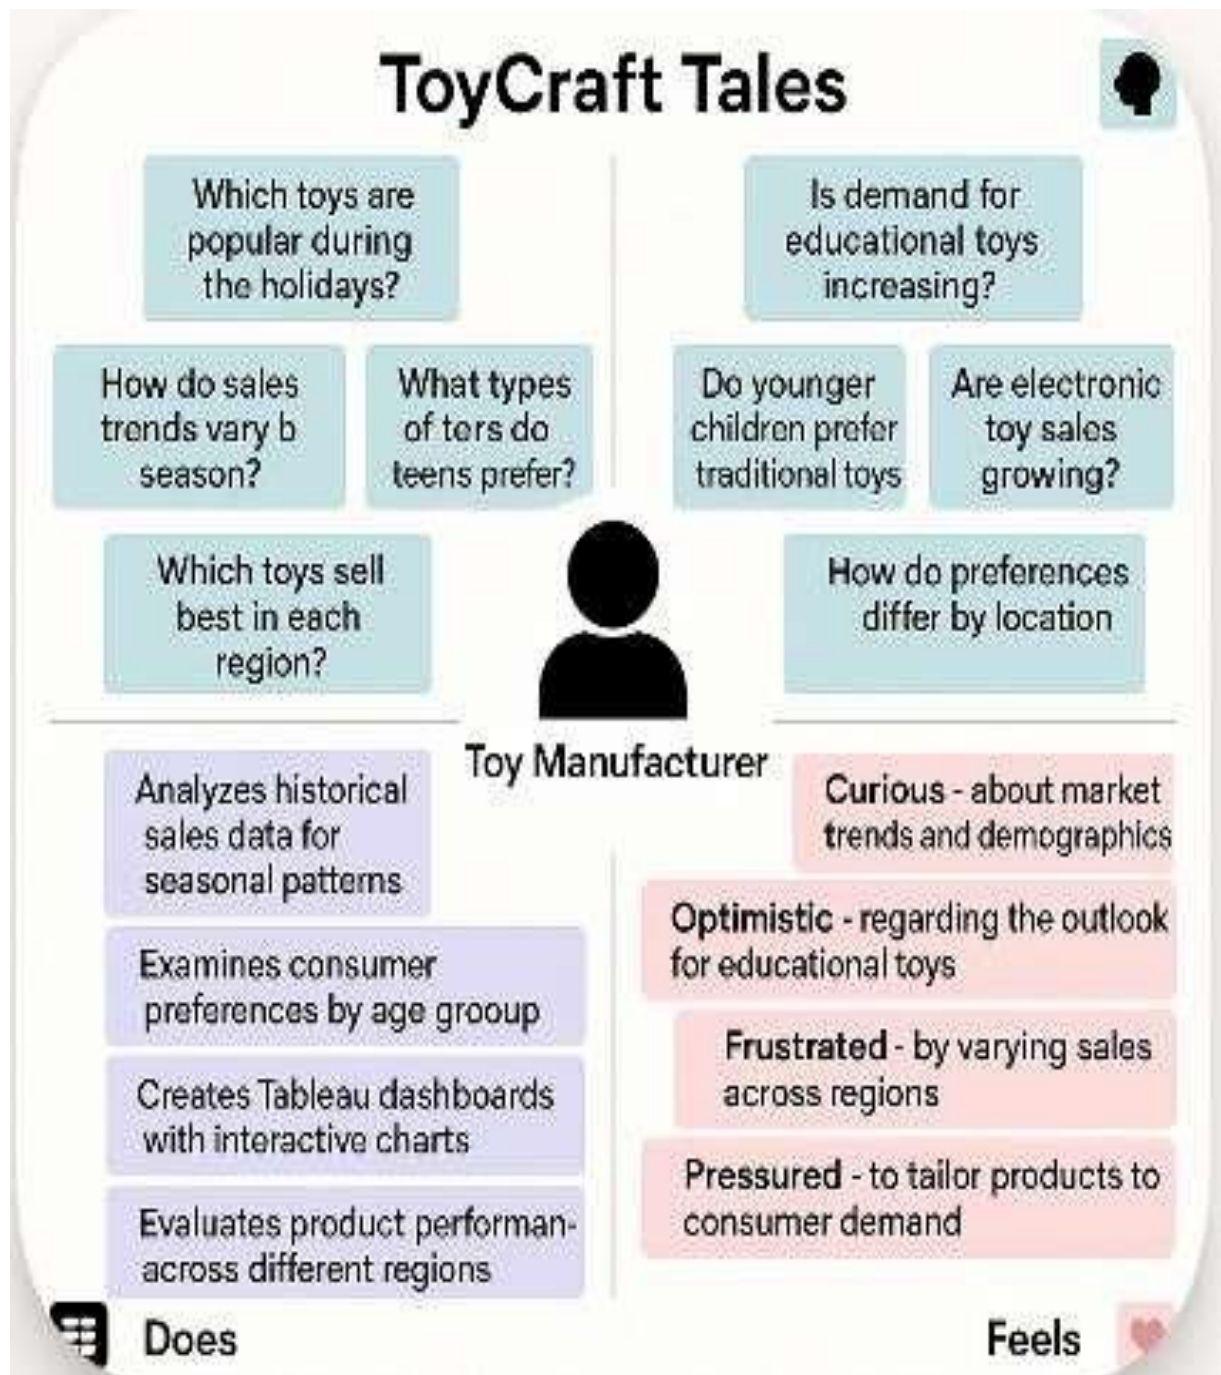 ToyCraft Tales
Which toys are
popular during
the holidays?
Is demand for
educational toys
increasing?
How do sales
trends vary b
season?
What types
of ters do
teens prefer?
Do younger
children prefer
traditional toys
Are electronic
toy sales
growing?
Which toys sell
best in each
region?
How do preferences
differ by location
Toy Manufacturer
Analyzes historical
sales data for
seasonal patterns
Examines consumer
preferences by age grooup
Creates Tableau dashboards
with interactive charts
Evaluates product performan-
across different regions
Does
Curious - about market
trends and demographics
Optimistic - regarding the outlook
for educational toys
Frustrated - by varying sales
across regions
Pressured - to tailor products to
consumer demand
Feels